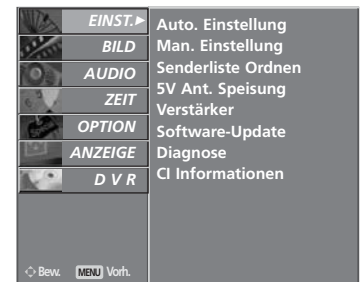 EINST.
BILD
AUDIO
ZEIT
OPTION
ANZEIGE
D V R
Auto. Einstellung
Man. Einstellung
Senderliste Ordnen
5V Ant. Speisung
Verstärker
Software-Update
Diagnose
CI Informationen
Bew. MENU Vorh.